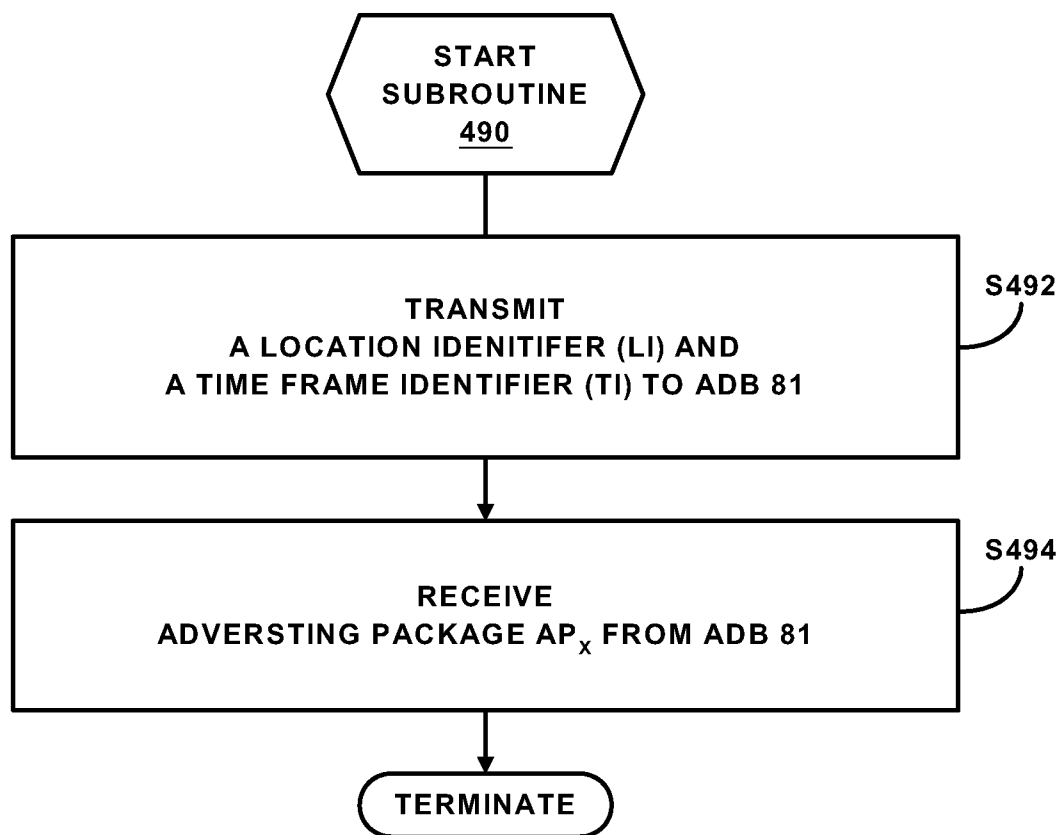 START
SUBROUTINE
490
TRANSMIT
A LOCATION IDENITIFER (LI) AND
A TIME FRAME IDENTIFIER (TI) TO ADB 81
S492
RECEIVE
ADVERSTING PACKAGE APₓ FROM ADB 81
S494
TERMINATE